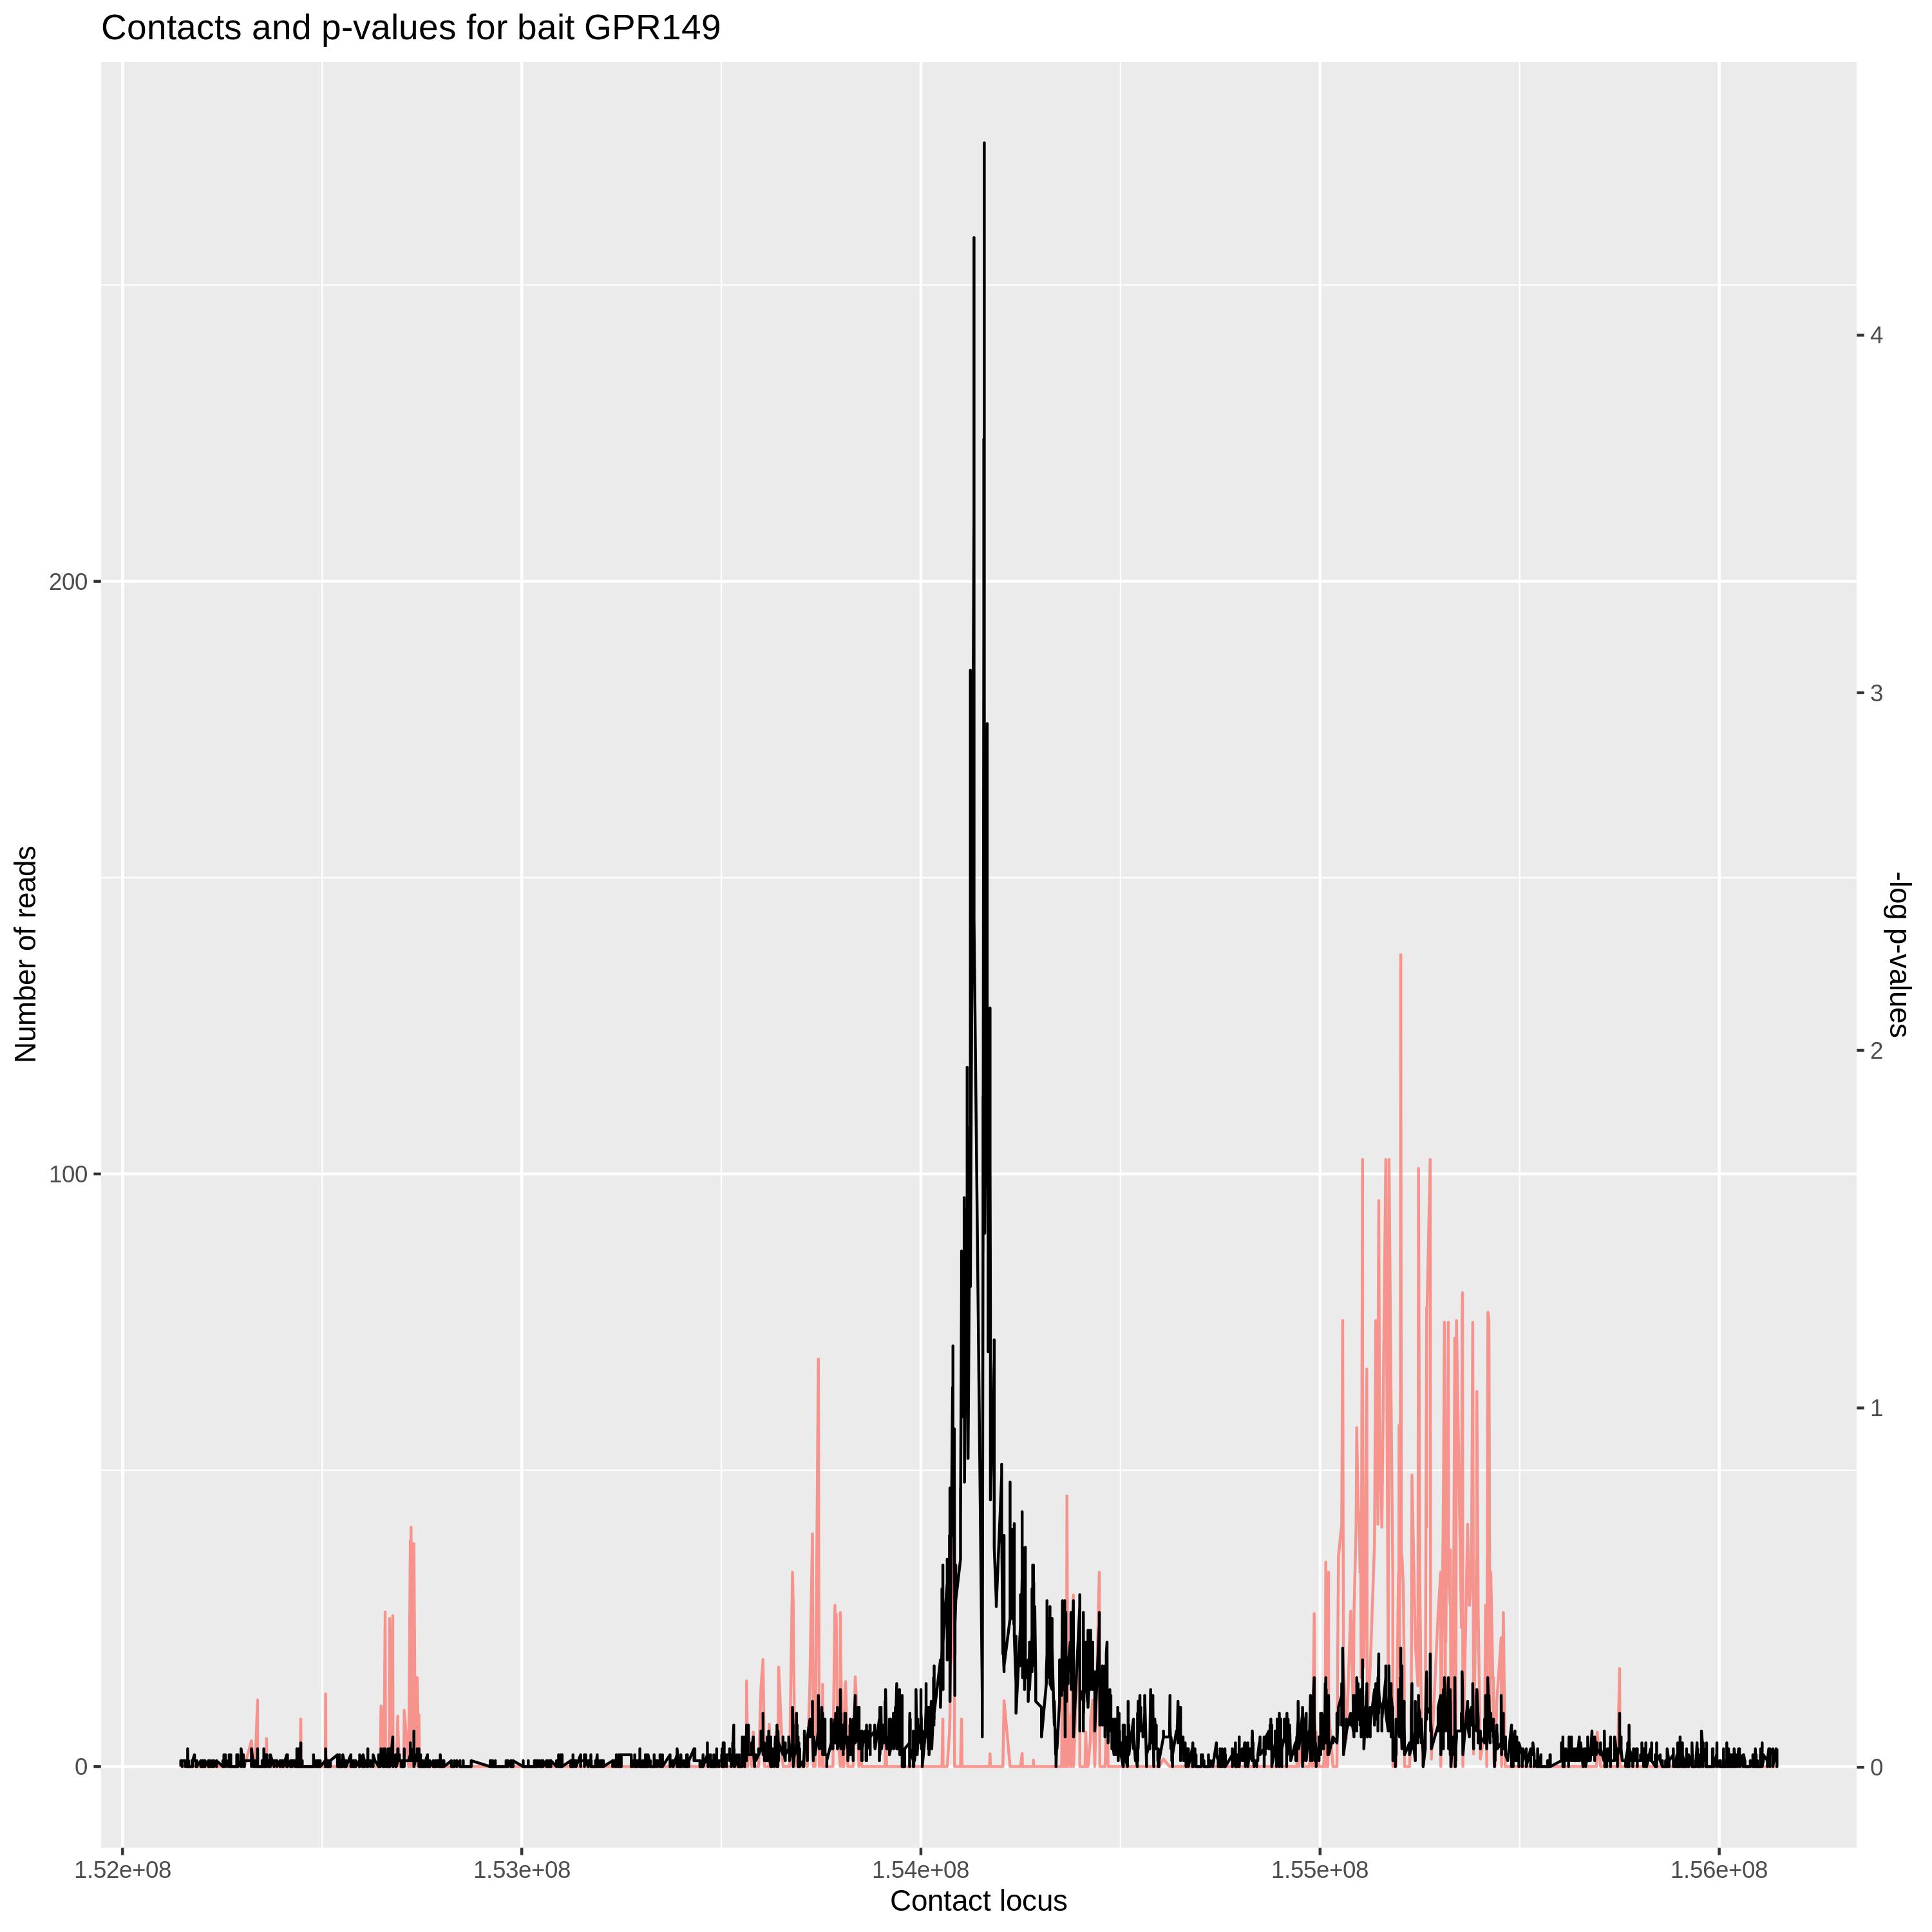 Contacts and p-values for bait GPR149
Number of reads
200
100
0
4
3
2
1
0
-log p-values
1.52e+08
1.53e+08
1.54e+08
1.55e+08
1.56e+08
Contact locus